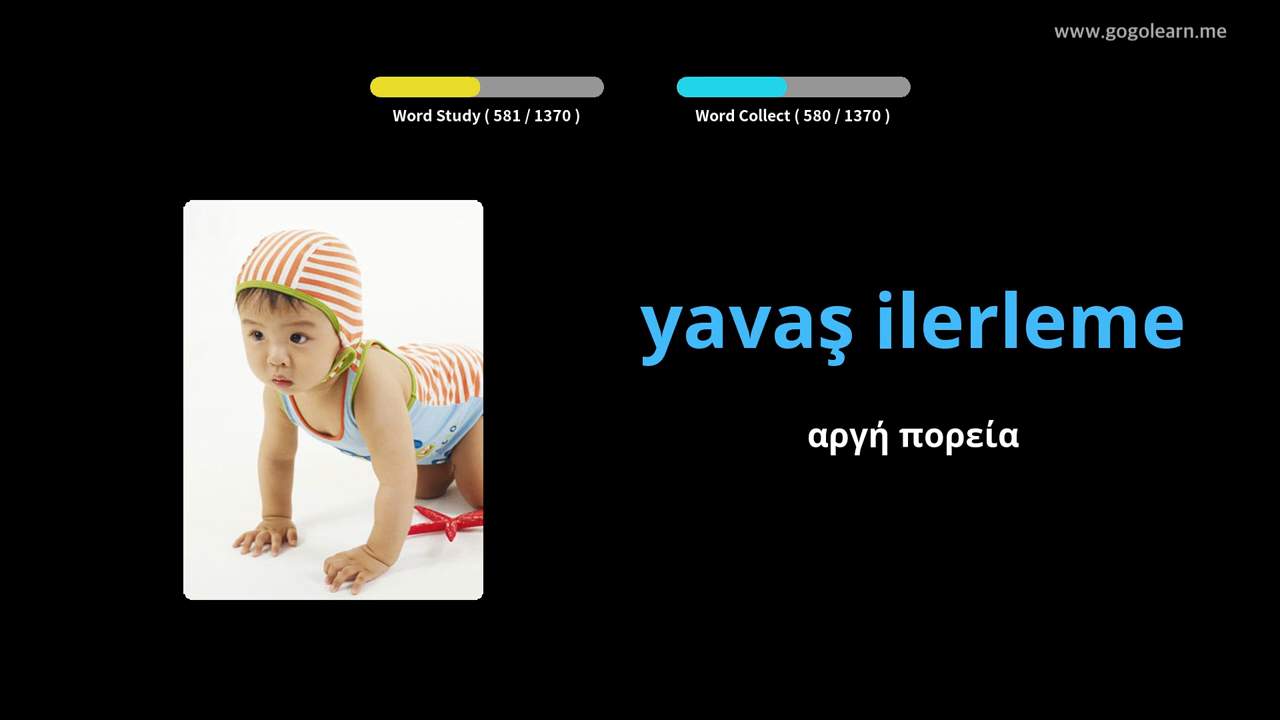 www.gogolearn.me
Word Study ( 581 / 1370 )
Word Collect ( 580 / 1370 )
yavaş ilerleme
αργή πορεία